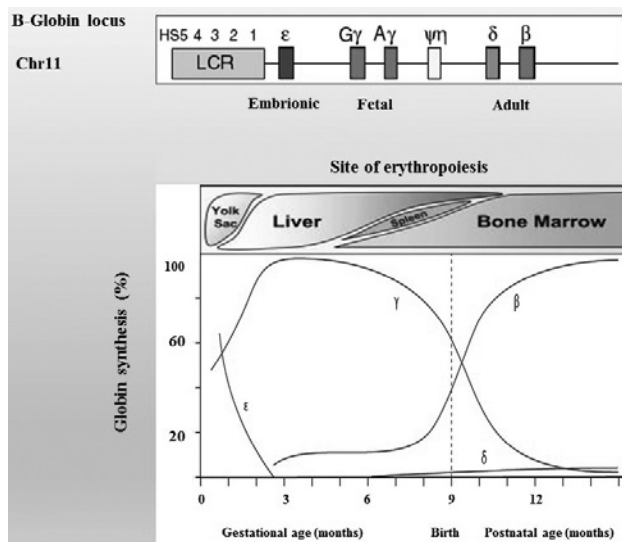 B-Globin locus
HS5 4 3 2 1 ε Gγ Aγ ψη δ β
Chr11
LCR
Embrionic Fetal Adult
Site of erythropoiesis
Yolk Sac
Liver
Spleen
Bone Marrow
Globin synthesis (%)
100
60
20
γ
β
ε
δ
0 3 6 9 12
Gestational age (months) Birth Postnatal age (months)